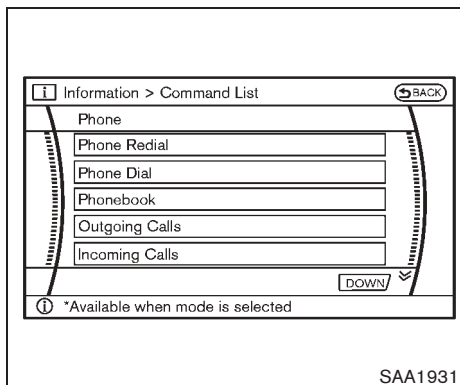 i Information > Command List BACK
Phone
Phone Redial
Phone Dial
Phonebook
Outgoing Calls
Incoming Calls
DOWN
i *Available when mode is selected
SAA1931